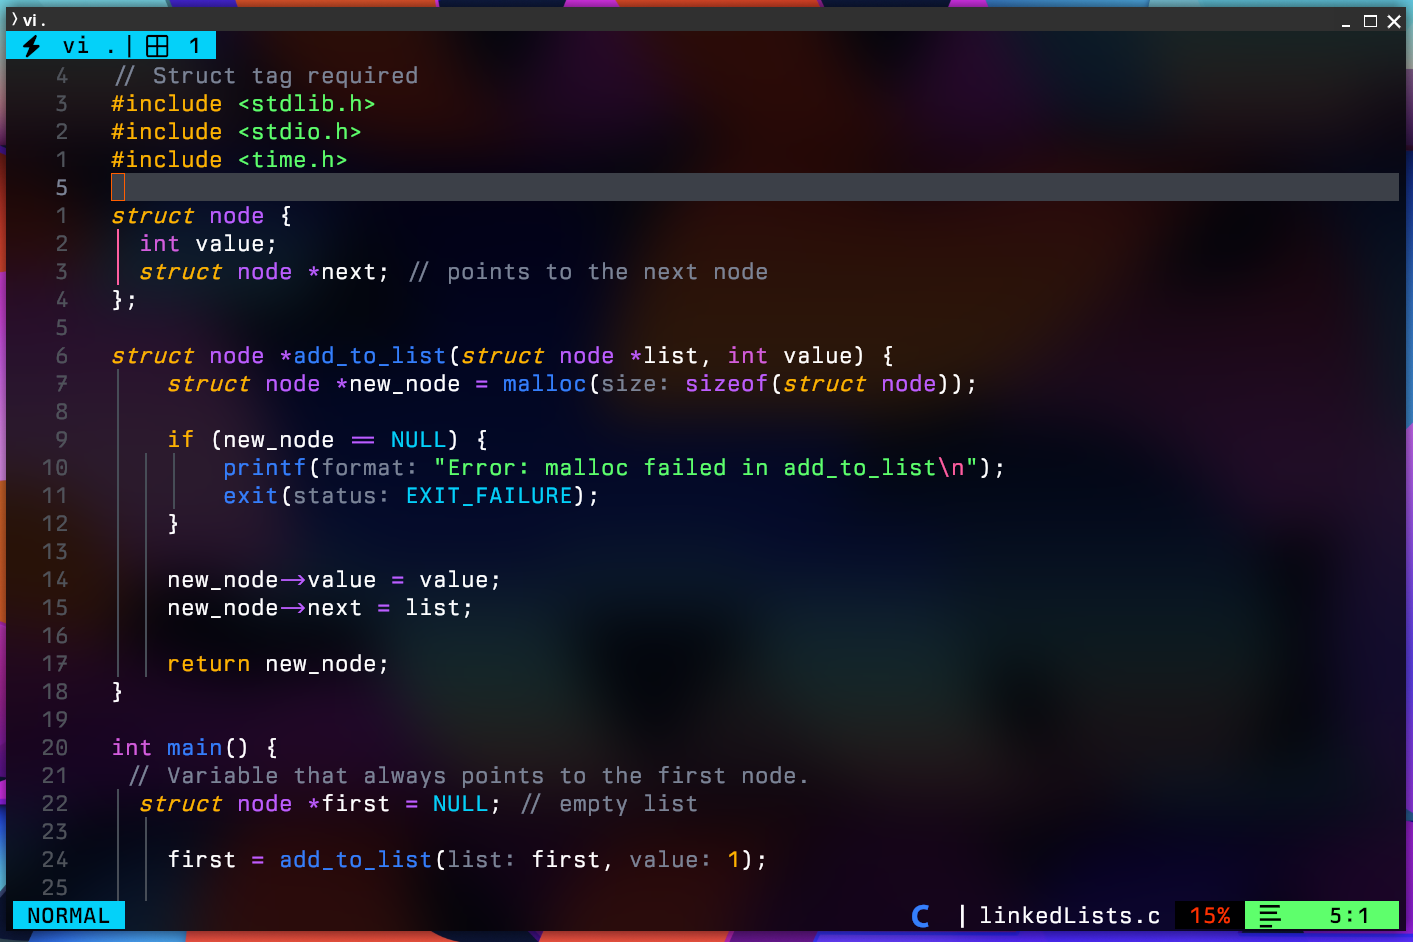 vi .
vi . | 1
4 // Struct tag required
3 #include <stdlib.h>
2 #include <stdio.h>
1 #include <time.h>
5
1 struct node {
2   int value;
3   struct node *next; // points to the next node
4 };
5
6 struct node *add_to_list(struct node *list, int value) {
7     struct node *new_node = malloc(size: sizeof(struct node));
8
9     if (new_node == NULL) {
10         printf(format: "Error: malloc failed in add_to_list\n");
11         exit(status: EXIT_FAILURE);
12     }
13
14     new_node->value = value;
15     new_node->next = list;
16
17     return new_node;
18 }
19
20 int main() {
21  // Variable that always points to the first node.
22   struct node *first = NULL; // empty list
23
24     first = add_to_list(list: first, value: 1);
25
NORMAL C | linkedLists.c 15% 5:1